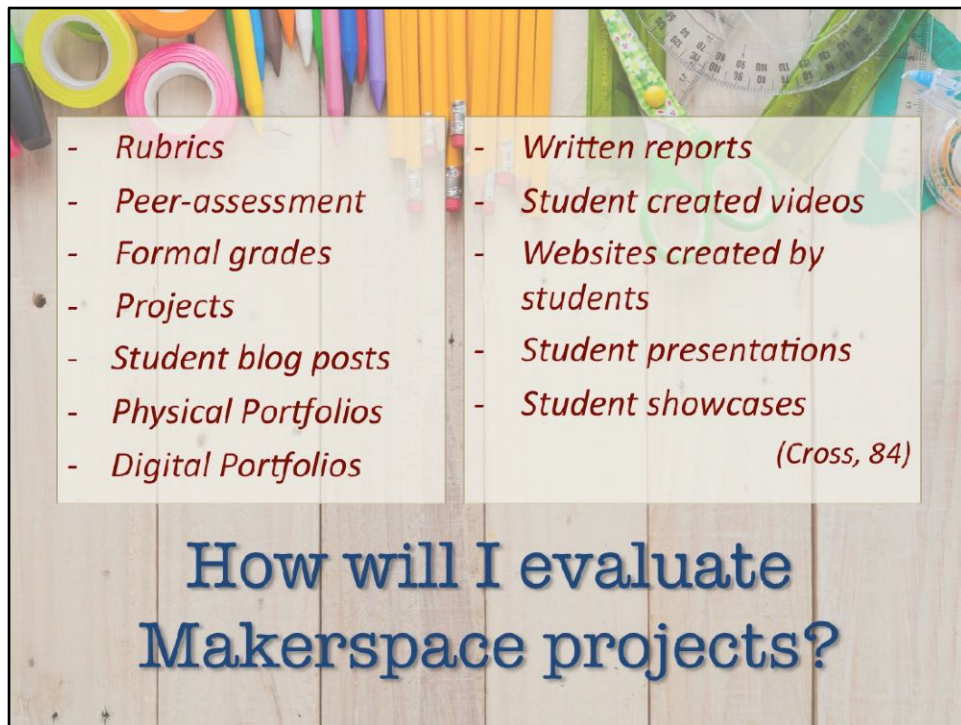 - Rubrics
- Peer-assessment
- Formal grades
- Projects
- Student blog posts
- Physical Portfolios
- Digital Portfolios
- Written reports
- Student created videos
- Websites created by
students
- Student presentations
- Student showcases
(Cross, 84)
How will I evaluate
Makerspace projects?